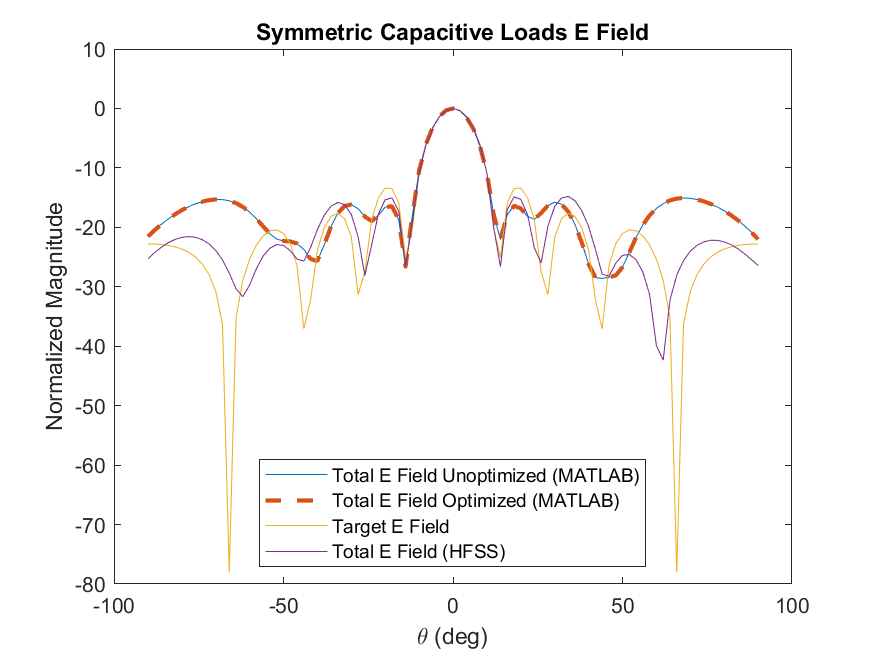 Symmetric Capacitive Loads E Field
10
0
-10
-20
-30
-40
-50
-60
-70
-80
Normalized Magnitude
Total E Field Unoptimized (MATLAB)
Total E Field Optimized (MATLAB)
Target E Field
Total E Field (HFSS)
-100
-50
0
50
100
θ (deg)